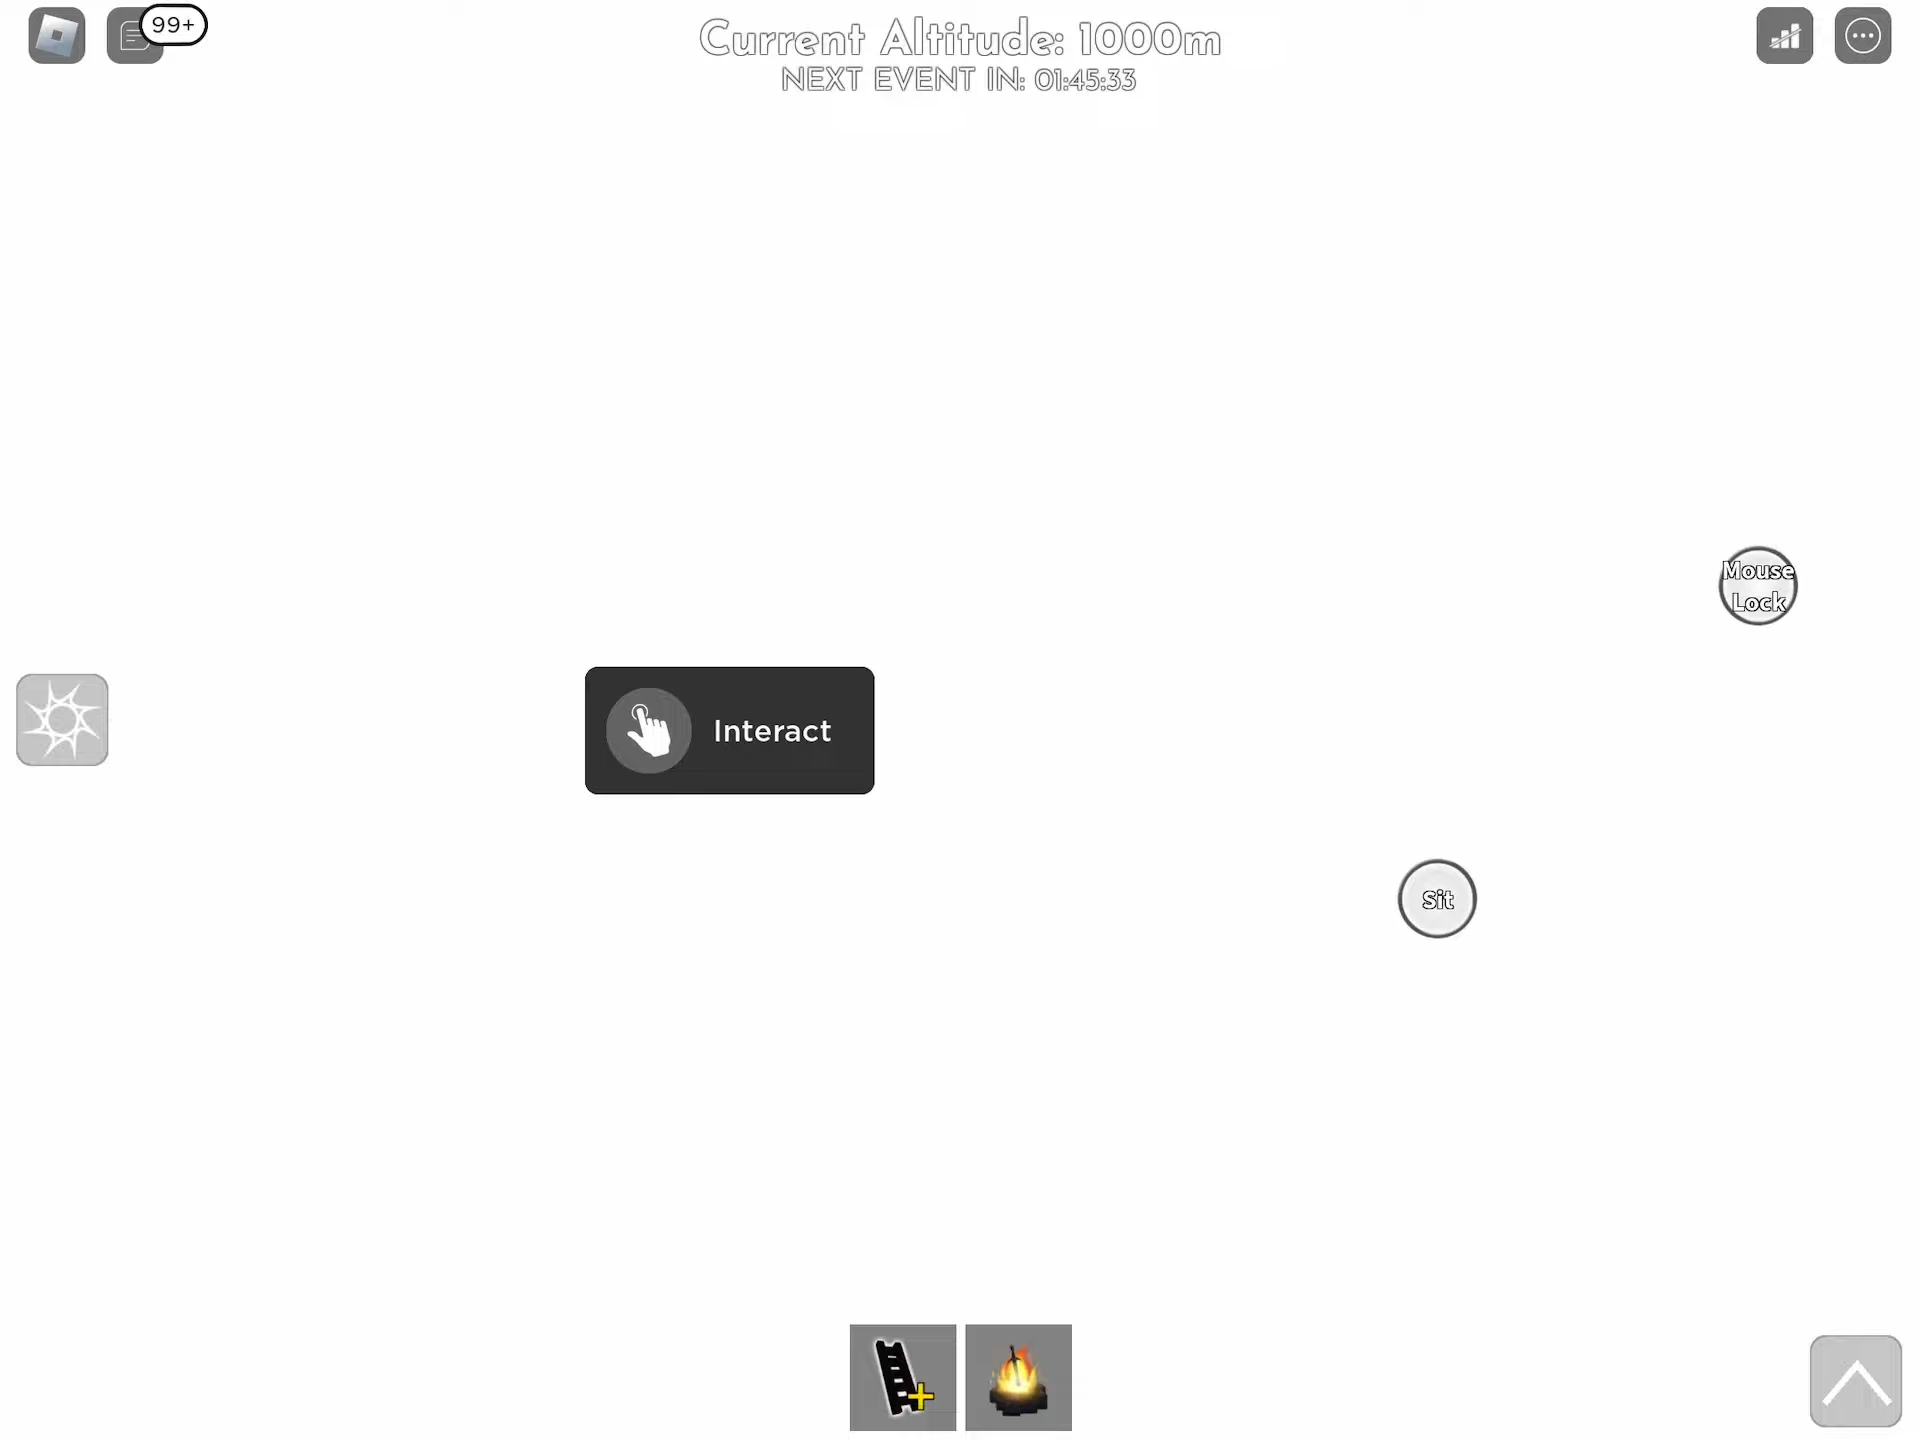 99+
Current Altitude: 1000m
NEXT EVENT IN: 01:45:33
Mouse
Lock
Interact
Sit